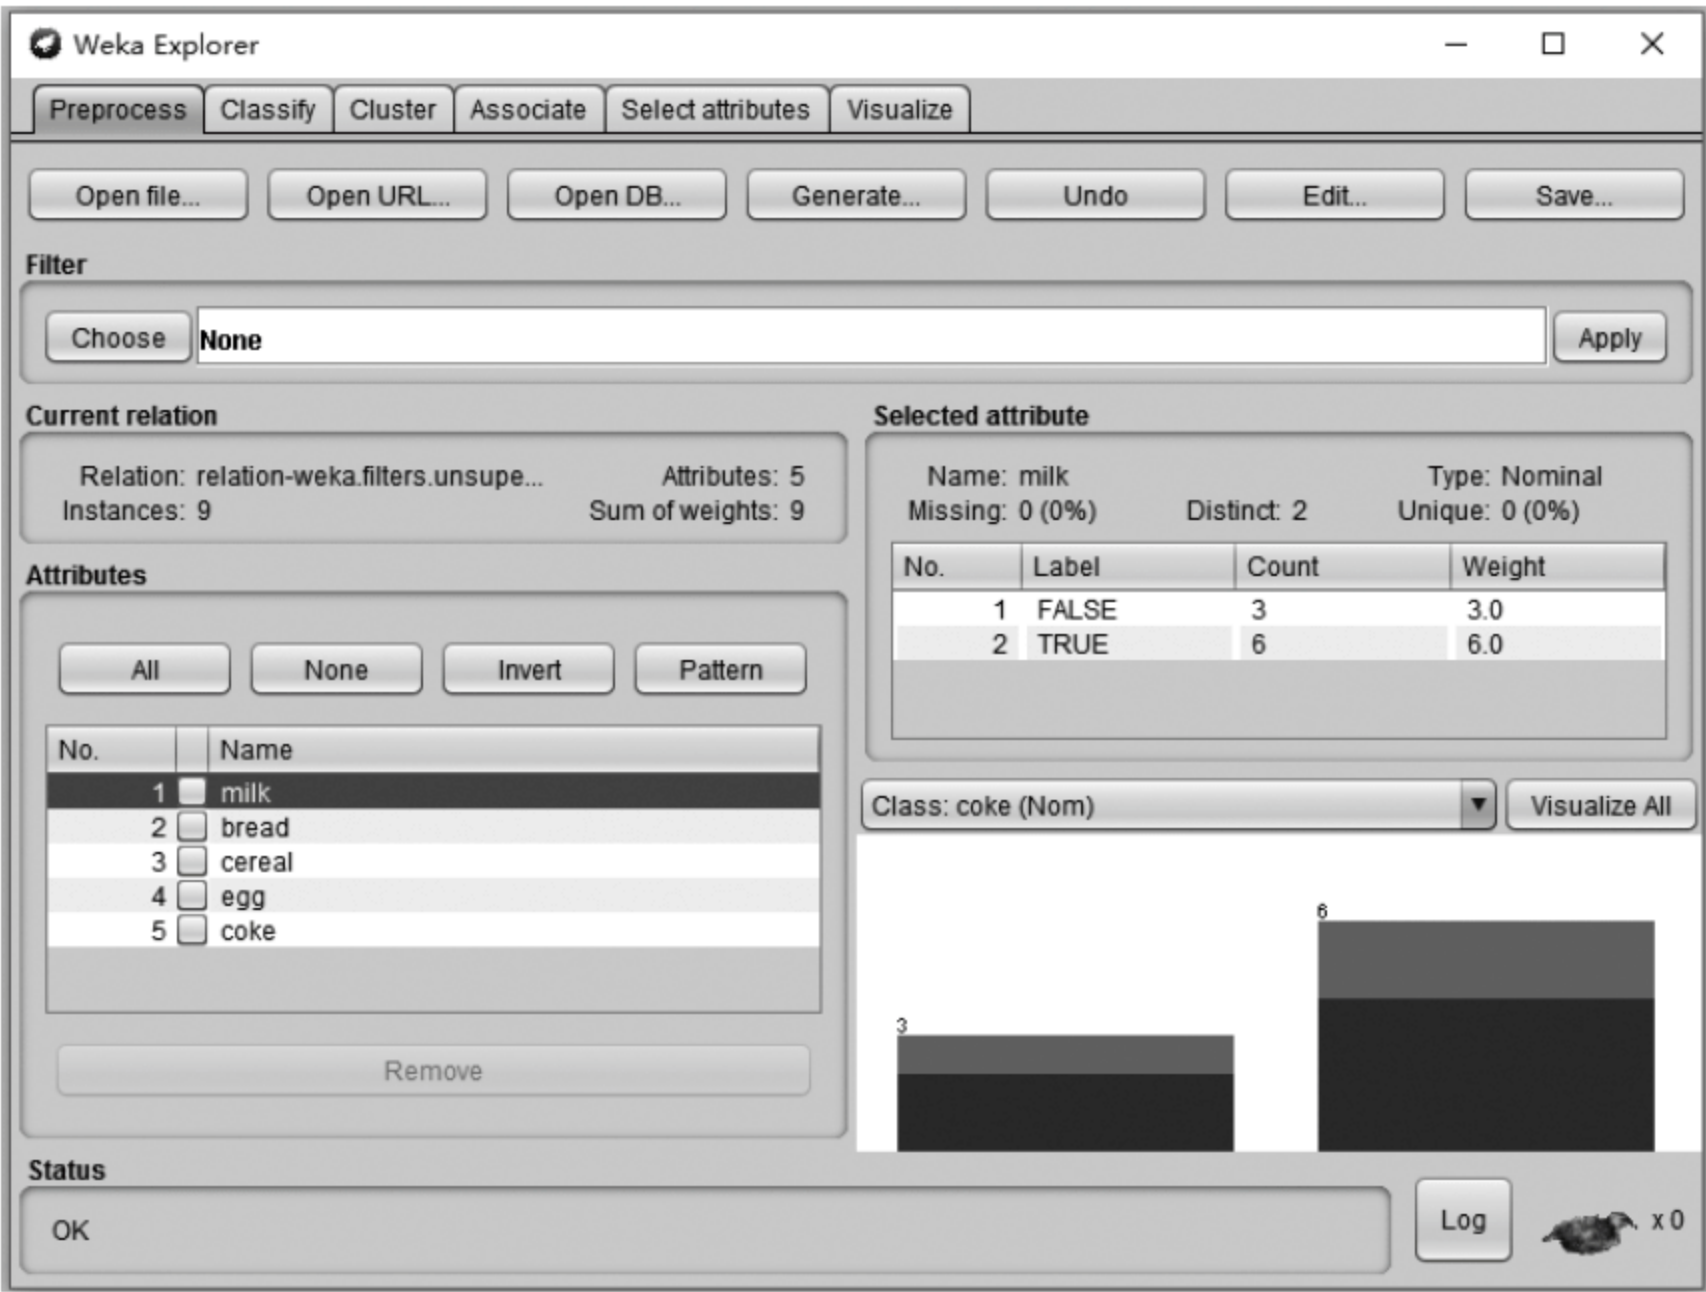 Weka Explorer
Preprocess Classify Cluster Associate Select attributes Visualize
Open file... Open URL... Open DB... Generate... Undo Edit... Save...
Filter
Choose None Apply
Current relation
Relation: relation-weka.filters.unsupe... Attributes: 5
Instances: 9 Sum of weights: 9
Selected attribute
Name: milk Type: Nominal
Missing: 0 (0%) Distinct: 2 Unique: 0 (0%)
No. Label Count Weight
1 FALSE 3 3.0
2 TRUE 6 6.0
Attributes
All None Invert Pattern
No. Name
1 milk
2 bread
3 cereal
4 egg
5 coke
Remove
Class: coke (Nom) Visualize All
3
6
Status
OK
Log x 0